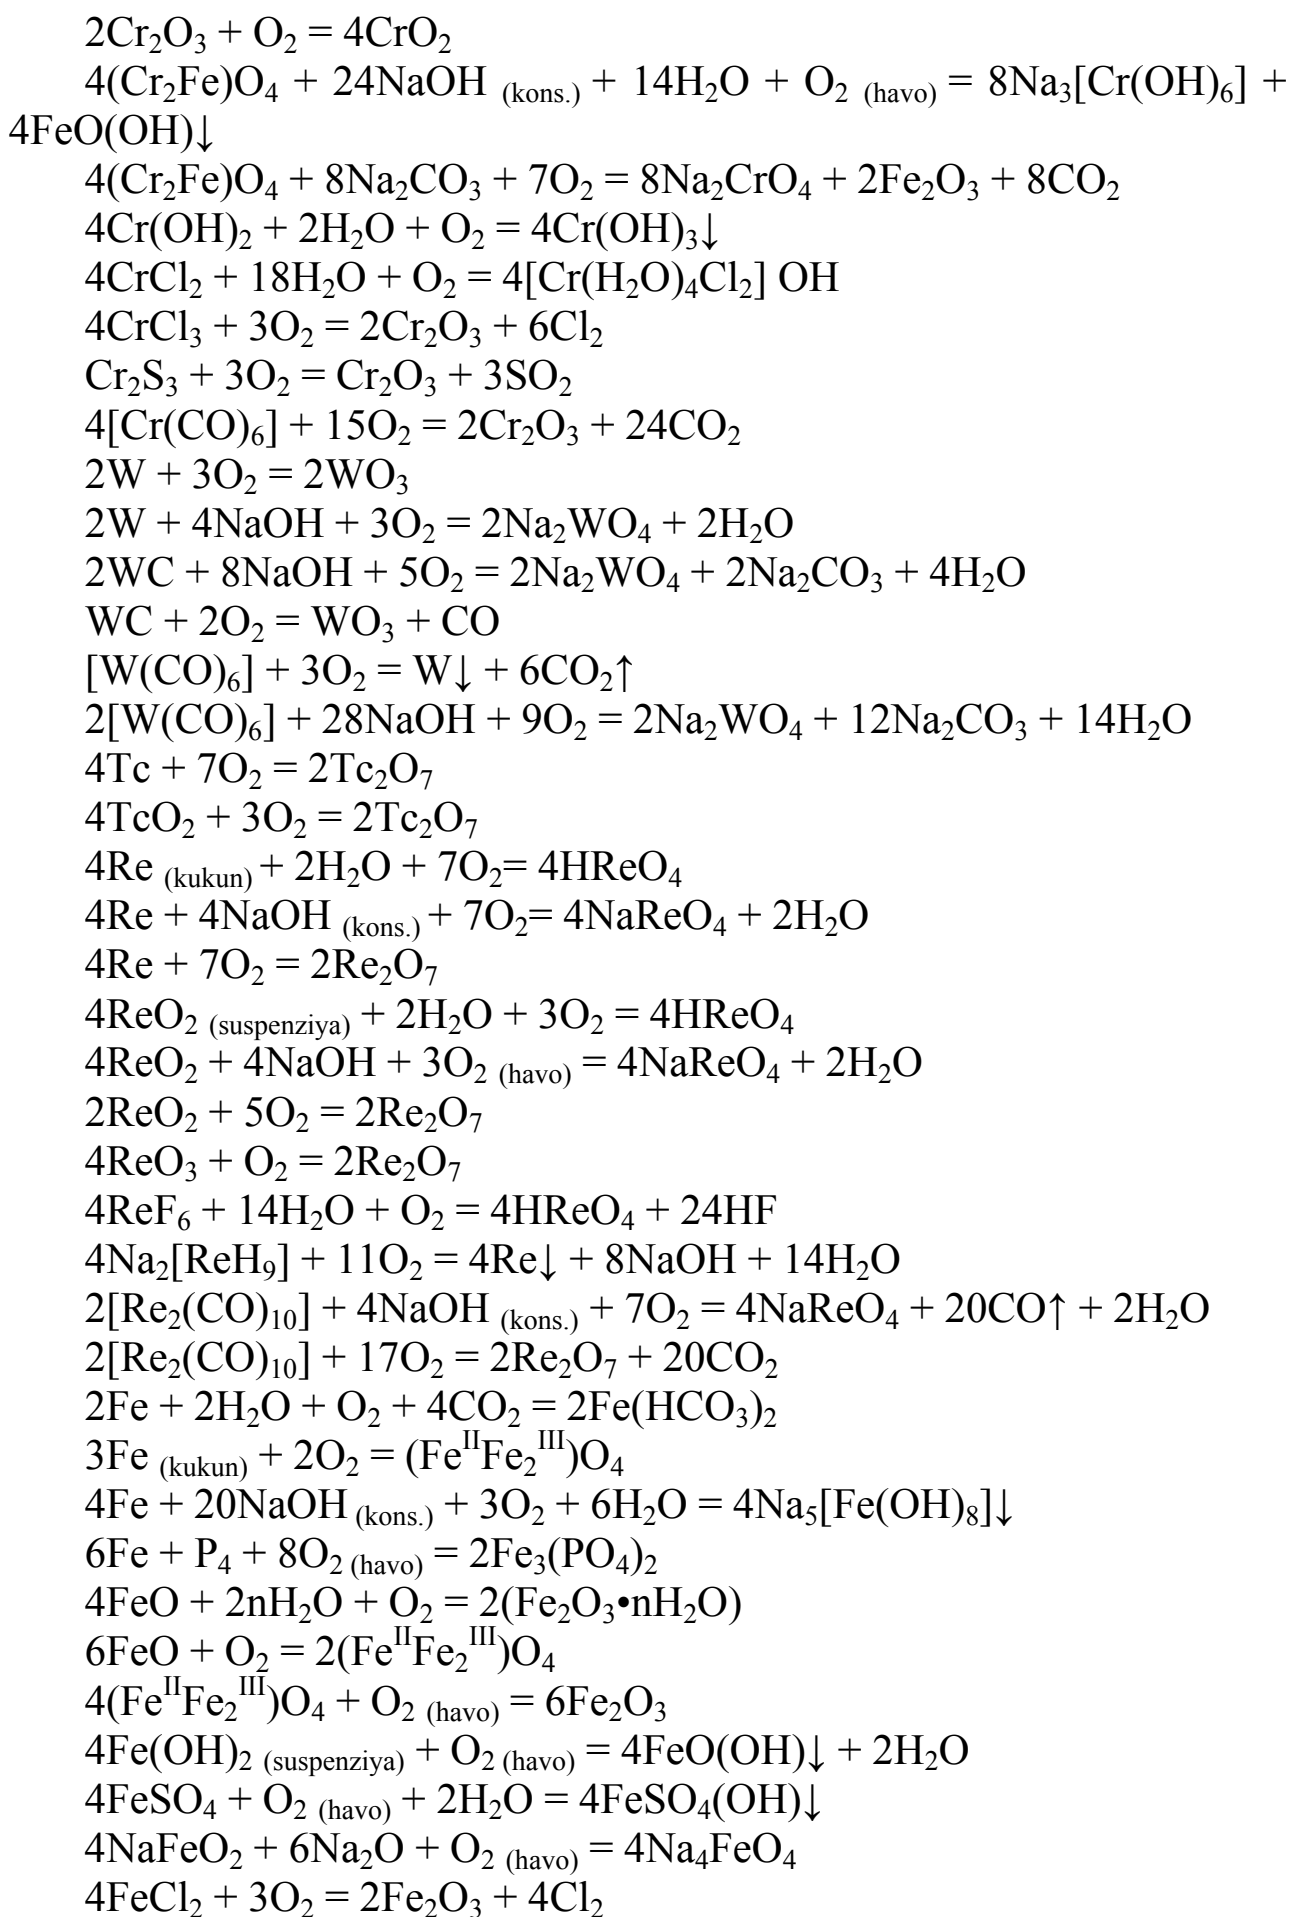 2Cr₂O₃ + O₂ = 4CrO₂
4(Cr₂Fe)O₄ + 24NaOH (kons.) + 14H₂O + O₂ (havo) = 8Na₃[Cr(OH)₆] +
4FeO(OH)↓
4(Cr₂Fe)O₄ + 8Na₂CO₃ + 7O₂ = 8Na₂CrO₄ + 2Fe₂O₃ + 8CO₂
4Cr(OH)₂ + 2H₂O + O₂ = 4Cr(OH)₃↓
4CrCl₂ + 18H₂O + O₂ = 4[Cr(H₂O)₄Cl₂] OH
4CrCl₃ + 3O₂ = 2Cr₂O₃ + 6Cl₂
Cr₂S₃ + 3O₂ = Cr₂O₃ + 3SO₂
4[Cr(CO)₆] + 15O₂ = 2Cr₂O₃ + 24CO₂
2W + 3O₂ = 2WO₃
2W + 4NaOH + 3O₂ = 2Na₂WO₄ + 2H₂O
2WC + 8NaOH + 5O₂ = 2Na₂WO₄ + 2Na₂CO₃ + 4H₂O
WC + 2O₂ = WO₃ + CO
[W(CO)₆] + 3O₂ = W↓ + 6CO₂↑
2[W(CO)₆] + 28NaOH + 9O₂ = 2Na₂WO₄ + 12Na₂CO₃ + 14H₂O
4Tc + 7O₂ = 2Tc₂O₇
4TcO₂ + 3O₂ = 2Tc₂O₇
4Re (kukun) + 2H₂O + 7O₂= 4HReO₄
4Re + 4NaOH (kons.) + 7O₂= 4NaReO₄ + 2H₂O
4Re + 7O₂ = 2Re₂O₇
4ReO₂ (suspenziya) + 2H₂O + 3O₂ = 4HReO₄
4ReO₂ + 4NaOH + 3O₂ (havo) = 4NaReO₄ + 2H₂O
2ReO₂ + 5O₂ = 2Re₂O₇
4ReO₃ + O₂ = 2Re₂O₇
4ReF₆ + 14H₂O + O₂ = 4HReO₄ + 24HF
4Na₂[ReH₉] + 11O₂ = 4Re↓ + 8NaOH + 14H₂O
2[Re₂(CO)₁₀] + 4NaOH (kons.) + 7O₂ = 4NaReO₄ + 20CO↑ + 2H₂O
2[Re₂(CO)₁₀] + 17O₂ = 2Re₂O₇ + 20CO₂
2Fe + 2H₂O + O₂ + 4CO₂ = 2Fe(HCO₃)₂
3Fe (kukun) + 2O₂ = (FeᴵᴵFe₂ᴵᴵᴵ)O₄
4Fe + 20NaOH (kons.) + 3O₂ + 6H₂O = 4Na₅[Fe(OH)₈]↓
6Fe + P₄ + 8O₂ (havo) = 2Fe₃(PO₄)₂
4FeO + 2nH₂O + O₂ = 2(Fe₂O₃•nH₂O)
6FeO + O₂ = 2(FeᴵᴵFe₂ᴵᴵᴵ)O₄
4(Feᴵᴵ​Fe₂ᴵᴵᴵ)O₄ + O₂ (havo) = 6Fe₂O₃
4Fe(OH)₂ (suspenziya) + O₂ (havo) = 4FeO(OH)↓ + 2H₂O
4FeSO₄ + O₂ (havo) + 2H₂O = 4FeSO₄(OH)↓
4NaFeO₂ + 6Na₂O + O₂ (havo) = 4Na₄FeO₄
4FeCl₂ + 3O₂ = 2Fe₂O₃ + 4Cl₂